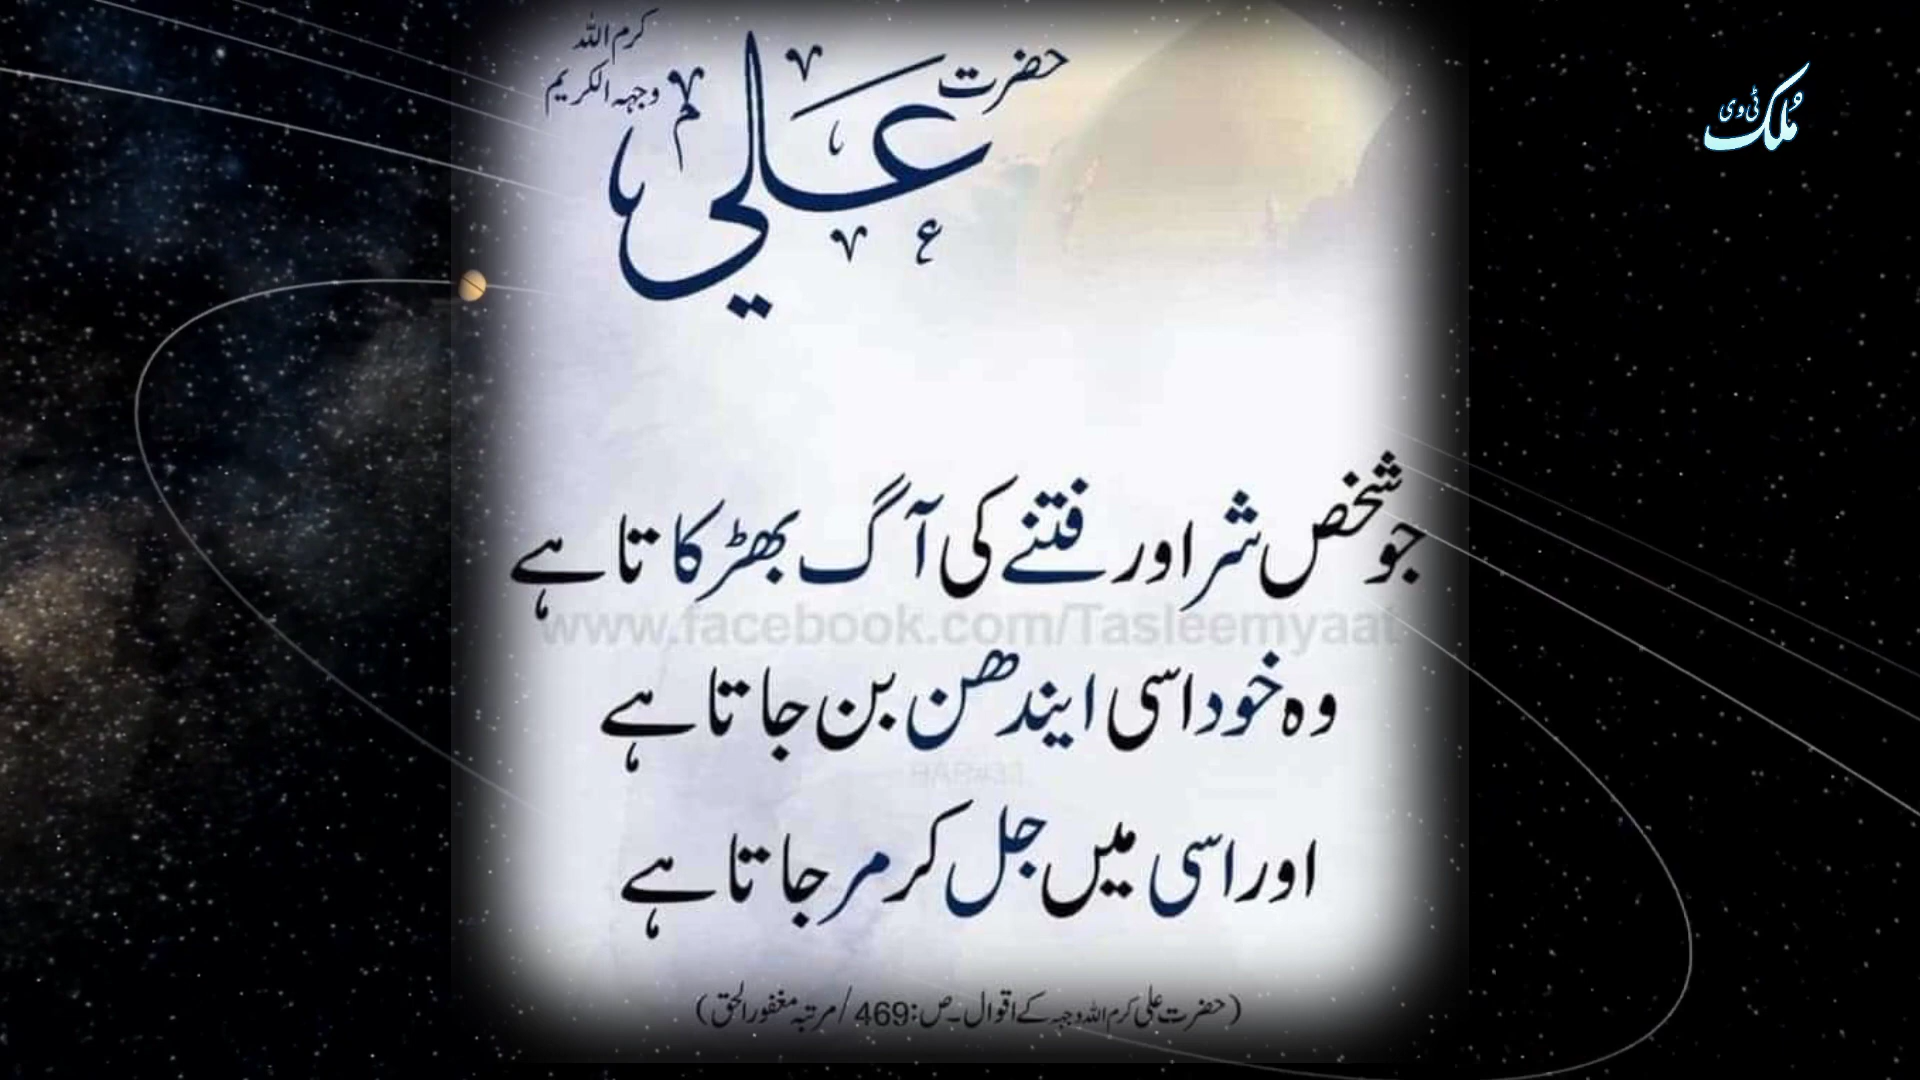 حضرت علی کرم اللہ وجہہ الکریم
مُلک ٹی وی
جو شخص شر اور فتنے کی آگ بھڑکاتا ہے
www.facebook.com/Tasleemyaat
وہ خود اسی ایندھن بن جاتا ہے
اور اسی میں جل کر مر جاتا ہے
(حضرت علی کرم اللہ وجہہ کے اقوال۔ص:469/مرتبہ مغفور الحق)